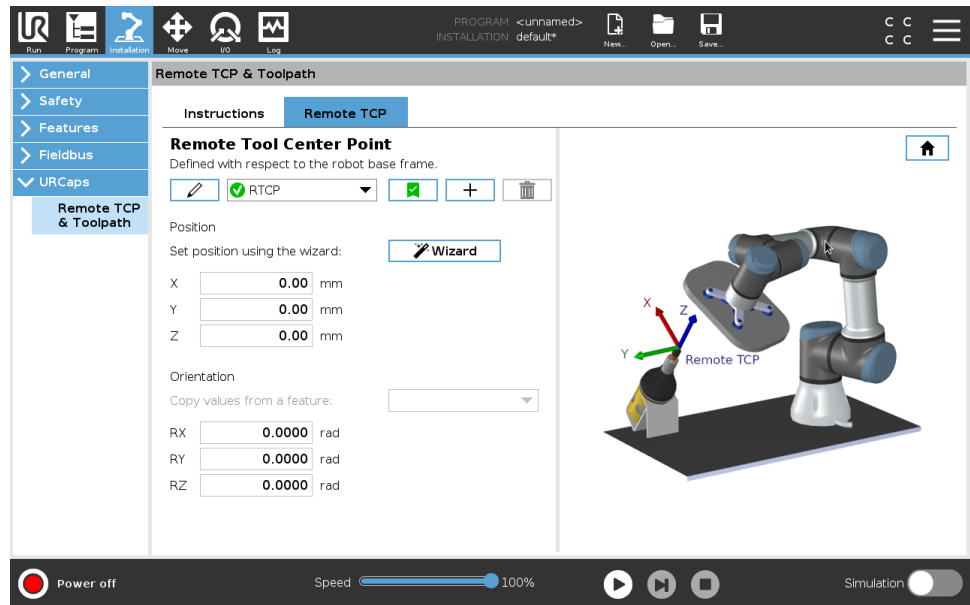 UR
Run
Program
Installation
Move
I/O
Log
PROGRAM <unnamed>
INSTALLATION default*
New...
Open...
Save...
C C
C C
General
Safety
Features
Fieldbus
URCaps
Remote TCP
& Toolpath
Remote TCP & Toolpath
Instructions
Remote TCP
Remote Tool Center Point
Defined with respect to the robot base frame.
RTCP
Position
Set position using the wizard:
Wizard
X 0.00 mm
Y 0.00 mm
Z 0.00 mm
Orientation
Copy values from a feature:
RX 0.0000 rad
RY 0.0000 rad
RZ 0.0000 rad
X
Z
Y
Remote TCP
Power off
Speed
100%
Simulation